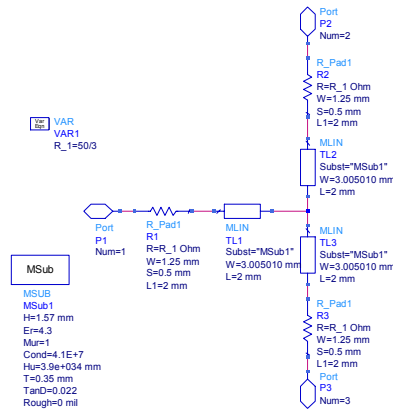 Port
P2
Num=2
R_Pad1
R2
R=R_1 Ohm
W=1.25 mm
S=0.5 mm
L1=2 mm
Var
Eqn
VAR
VAR1
R_1=50/3
MLIN
TL2
Subst="MSub1"
W=3.005010 mm
L=2 mm
Port
P1
Num=1
R_Pad1
R1
R=R_1 Ohm
W=1.25 mm
S=0.5 mm
L1=2 mm
MLIN
TL1
Subst="MSub1"
W=3.005010 mm
L=2 mm
MLIN
TL3
Subst="MSub1"
W=3.005010 mm
L=2 mm
MSub
MSUB
MSub1
H=1.57 mm
Er=4.3
Mur=1
Cond=4.1E+7
Hu=3.9e+034 mm
T=0.35 mm
TanD=0.022
Rough=0 mil
R_Pad1
R3
R=R_1 Ohm
W=1.25 mm
S=0.5 mm
L1=2 mm
Port
P3
Num=3